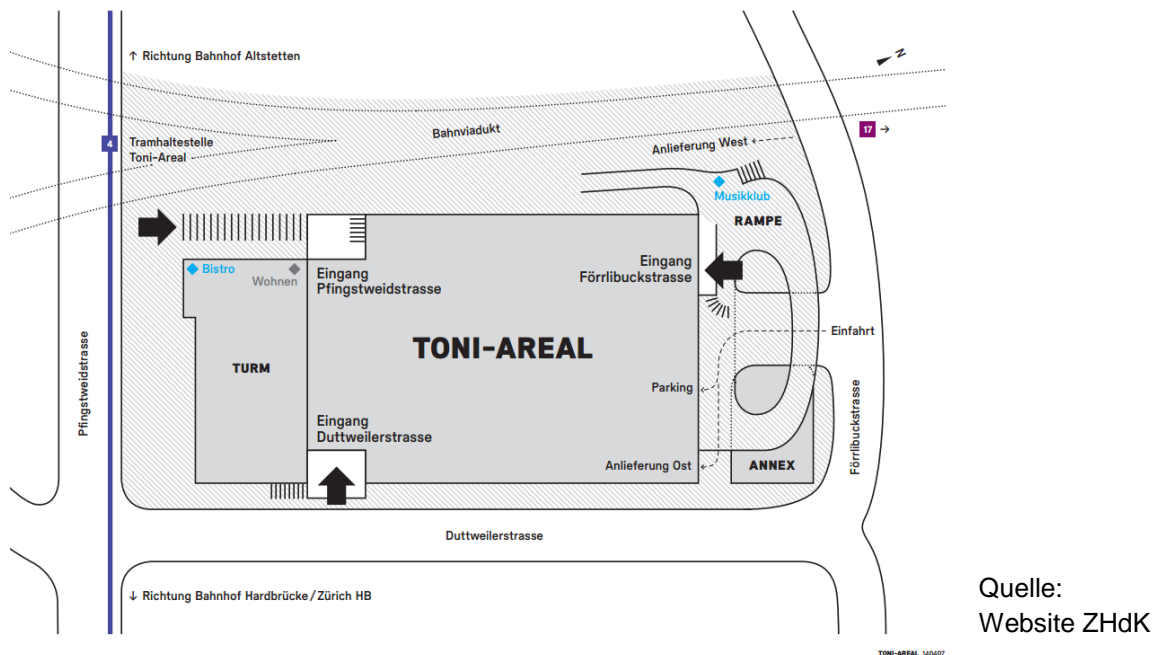 ↑ Richtung Bahnhof Altstetten
N
Bahnviadukt
4
Tramhaltestelle
Toni-Areal
17 →
Anlieferung West
Musikklub
RAMPE
Bistro
Wohnen
Eingang
Pfingstweidstrasse
Eingang
Förrlibuckstrasse
TONI-AREAL
TURM
Einfahrt
Pfingstweidstrasse
Parking
Förrlibuckstrasse
Eingang
Duttweilerstrasse
Anlieferung Ost
ANNEX
Duttweilerstrasse
↓ Richtung Bahnhof Hardbrücke/Zürich HB
Quelle:
Website ZHdK
TONI-AREAL 140407